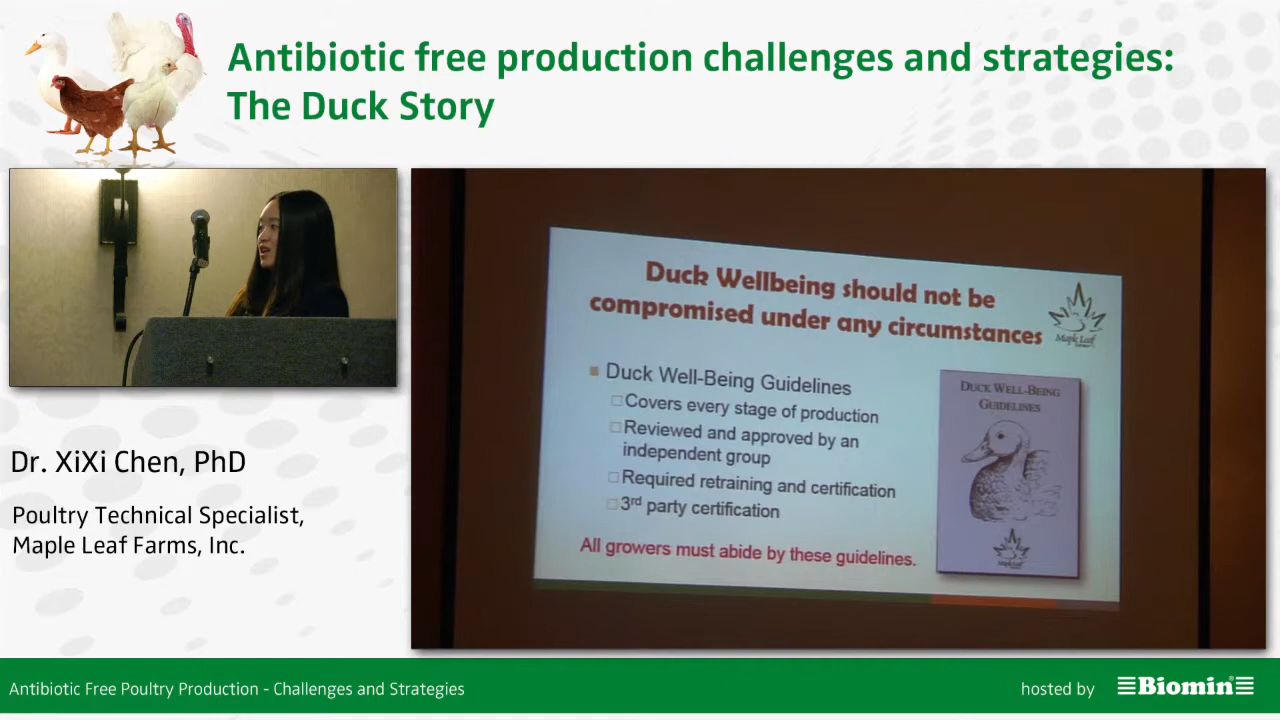 Antibiotic free production challenges and strategies:
The Duck Story
Duck Wellbeing should not be
compromised under any circumstances
Maple Leaf
Duck Well-Being Guidelines
Covers every stage of production
Reviewed and approved by an
independent group
Required retraining and certification
3rd party certification
All growers must abide by these guidelines.
DUCK WELL-BEING
GUIDELINES
Maple Leaf
Dr. XiXi Chen, PhD
Poultry Technical Specialist,
Maple Leaf Farms, Inc.
Antibiotic Free Poultry Production - Challenges and Strategies
hosted by
Biomin®